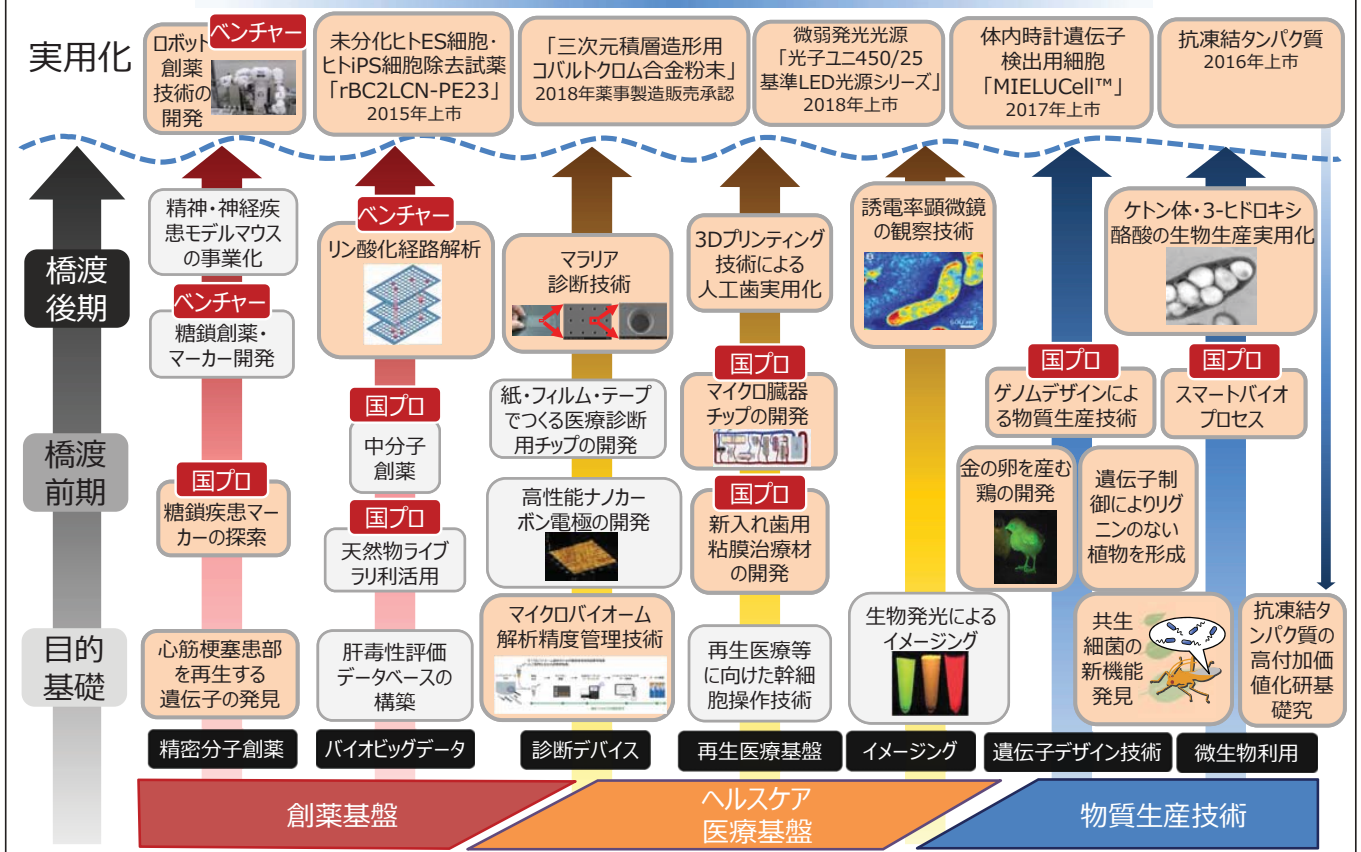 実用化
ベンチャー
ロボット
創薬
技術の
開発
未分化ヒトES細胞・
ヒトiPS細胞除去試薬
「rBC2LCN-PE23」
2015年上市
「三次元積層造形用
コバルトクロム合金粉末」
2018年薬事製造販売承認
微弱発光光源
「光子ユニ450/25
基準LED光源シリーズ」
2018年上市
体内時計遺伝子
検出用細胞
「MIELUCell™」
2017年上市
抗凍結タンパク質
2016年上市
橋渡
後期
精神・神経疾
患モデルマウス
の事業化
ベンチャー
糖鎖創薬・
マーカー開発
ベンチャー
リン酸化経路解析
マラリア
診断技術
3Dプリンティング
技術による
人工歯実用化
誘電率顕微鏡
の観察技術
ケトン体・3-ヒドロキシ
酪酸の生物生産実用化
橋渡
前期
国プロ
糖鎖疾患マー
カーの探索
国プロ
中分子
創薬
国プロ
天然物ライブ
ラリ利活用
紙・フィルム・テープ
でつくる医療診断
用チップの開発
高性能ナノカー
ボン電極の開発
国プロ
マイクロ臓器
チップの開発
国プロ
新入れ歯用
粘膜治療材
の開発
国プロ
ゲノムデザインによ
る物質生産技術
国プロ
スマートバイオ
プロセス
金の卵を産む
鶏の開発
遺伝子制
御によりリグ
ニンのない
植物を形成
目的
基礎
心筋梗塞患部
を再生する
遺伝子の発見
肝毒性評価
データベースの
構築
マイクロバイオーム
解析精度管理技術
再生医療等
に向けた幹細
胞操作技術
生物発光による
イメージング
共生
細菌の
新機能
発見
抗凍結タ
ンパク質の
高付加価
値化研基
礎究
精密分子創薬
バイオビッグデータ
診断デバイス
再生医療基盤
イメージング
遺伝子デザイン技術
微生物利用
創薬基盤
ヘルスケア
医療基盤
物質生産技術